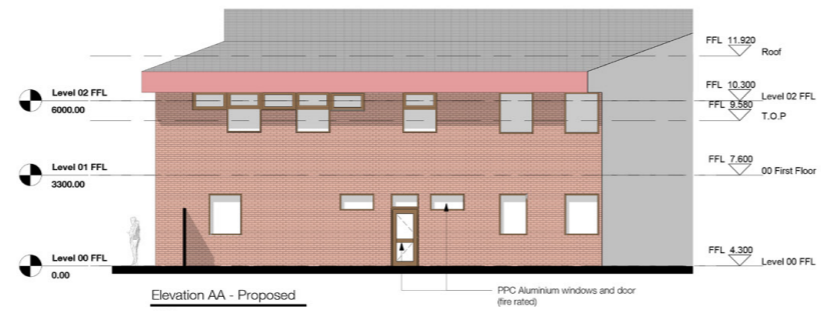 FFL 11.920
Roof
Level 02 FFL
6000.00
FFL 10.300
Level 02 FFL
FFL 9.580
T.O.P
Level 01 FFL
3300.00
FFL 7.600
00 First Floor
Level 00 FFL
0.00
FFL 4.300
Level 00 FFL
Elevation AA - Proposed
PPC Aluminium windows and door
(fire rated)